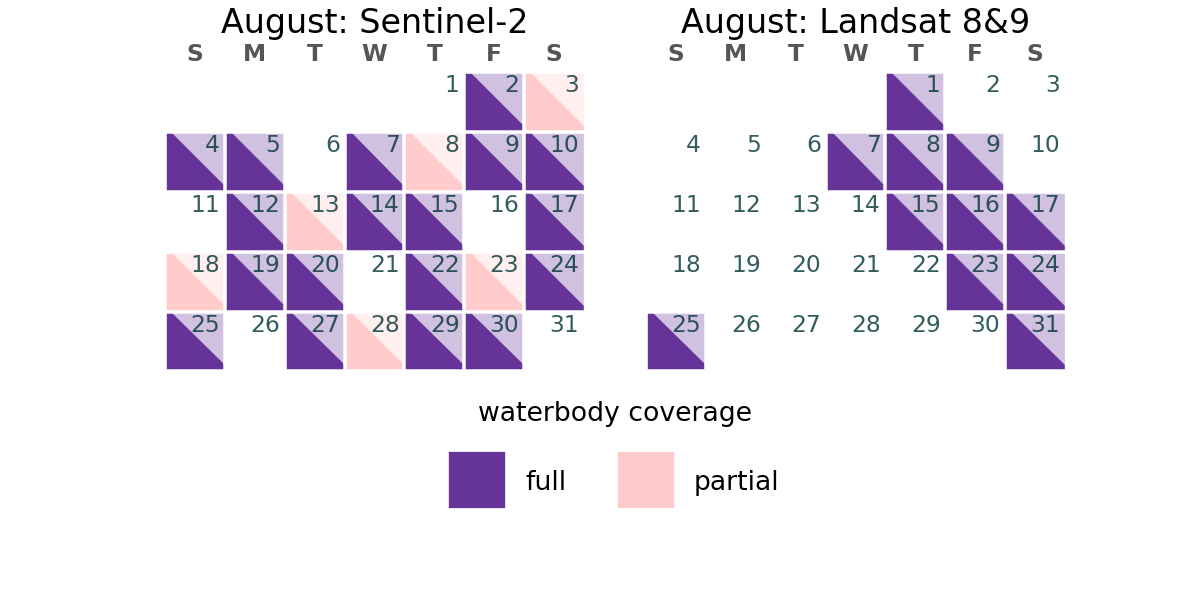 August: Sentinel-2
S M T W T F S
1 2 3
4 5 6 7 8 9 10
11 12 13 14 15 16 17
18 19 20 21 22 23 24
25 26 27 28 29 30 31
August: Landsat 8&9
S M T W T F S
1 2 3
4 5 6 7 8 9 10
11 12 13 14 15 16 17
18 19 20 21 22 23 24
25 26 27 28 29 30 31
waterbody coverage
full partial